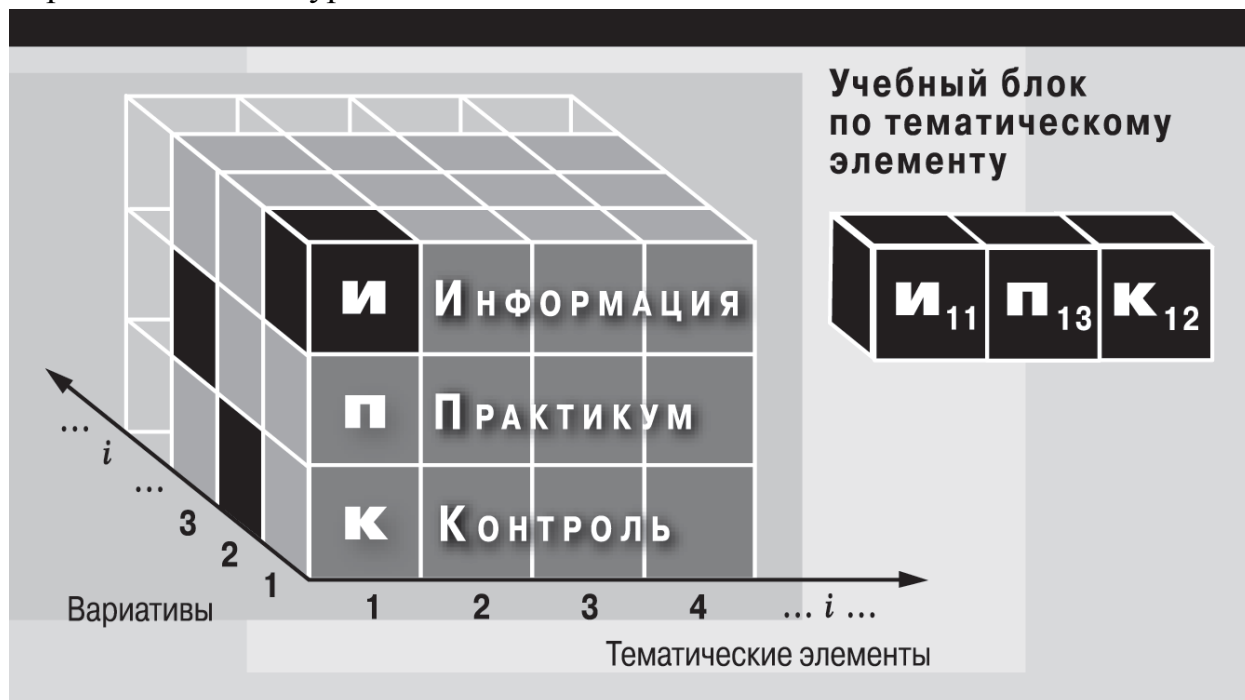 Учебный блок
по тематическому
элементу
И ИНФОРМАЦИЯ
П ПРАКТИКУМ
К КОНТРОЛЬ
И11 П13 К12
... i ... 3 2 1
Вариативы
1 2 3 4 ... i ...
Тематические элементы